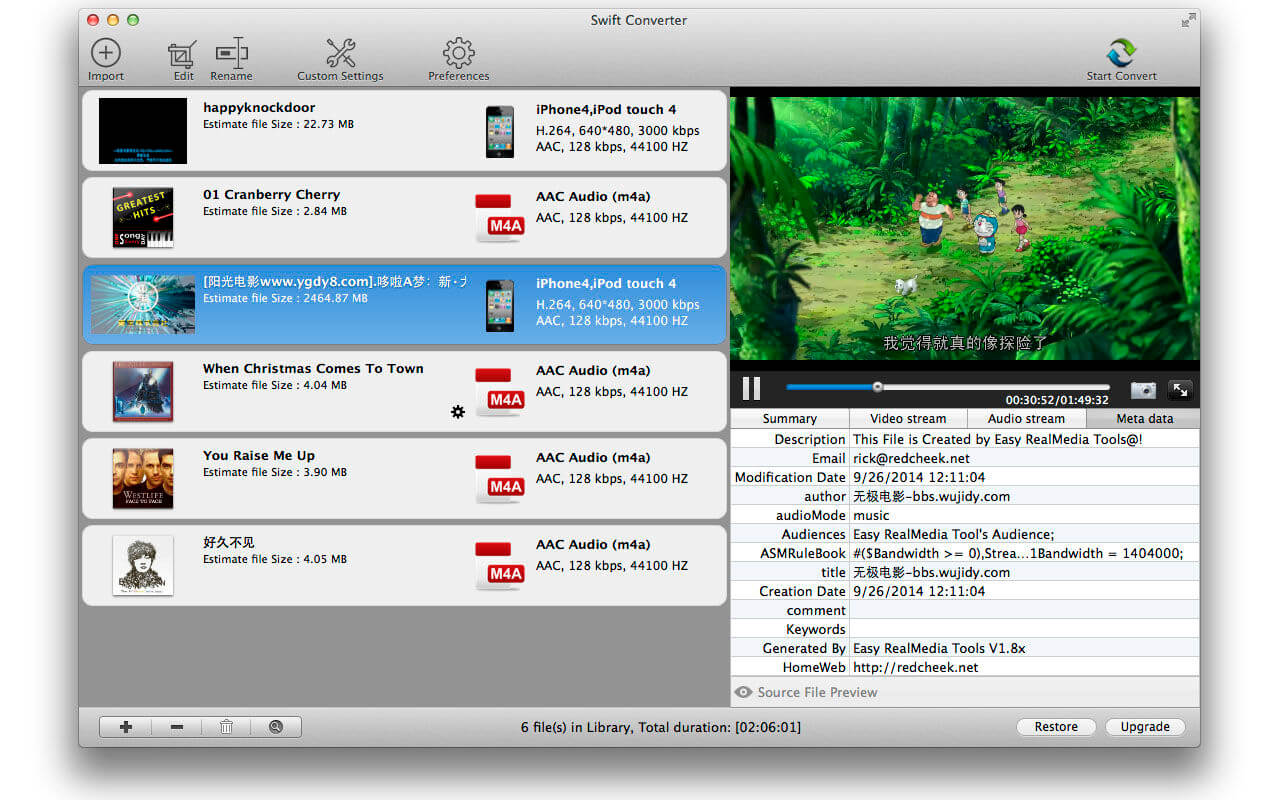 Swift Converter
Import
Edit
Rename
Custom Settings
Preferences
Start Convert
happyknockdoor
Estimate file Size : 22.73 MB
iPhone4,iPod touch 4
H.264, 640*480, 3000 kbps
AAC, 128 kbps, 44100 HZ
GREATEST HITS
01 Cranberry Cherry
Estimate file Size : 2.84 MB
M4A
AAC Audio (m4a)
AAC, 128 kbps, 44100 HZ
[阳光电影www.ygdy8.com].哆啦A梦：新·大
Estimate file Size : 2464.87 MB
iPhone4,iPod touch 4
H.264, 640*480, 3000 kbps
AAC, 128 kbps, 44100 HZ
When Christmas Comes To Town
Estimate file Size : 4.04 MB
M4A
AAC Audio (m4a)
AAC, 128 kbps, 44100 HZ
WESTLIFE
FACE TO FACE
You Raise Me Up
Estimate file Size : 3.90 MB
M4A
AAC Audio (m4a)
AAC, 128 kbps, 44100 HZ
好久不见
Estimate file Size : 4.05 MB
M4A
AAC Audio (m4a)
AAC, 128 kbps, 44100 HZ
我觉得就真的像探险了
00:30:52/01:49:32
Summary
Video stream
Audio stream
Meta data
Description This File is Created by Easy RealMedia Tools@!
Email rick@redcheek.net
Modification Date 9/26/2014 12:11:04
author 无极电影-bbs.wujidy.com
audioMode music
Audiences Easy RealMedia Tool's Audience;
ASMRuleBook #($Bandwidth >= 0),Strea...1Bandwidth = 1404000;
title 无极电影-bbs.wujidy.com
Creation Date 9/26/2014 12:11:04
comment
Keywords
Generated By Easy RealMedia Tools V1.8x
HomeWeb http://redcheek.net
Source File Preview
6 file(s) in Library, Total duration: [02:06:01]
Restore
Upgrade